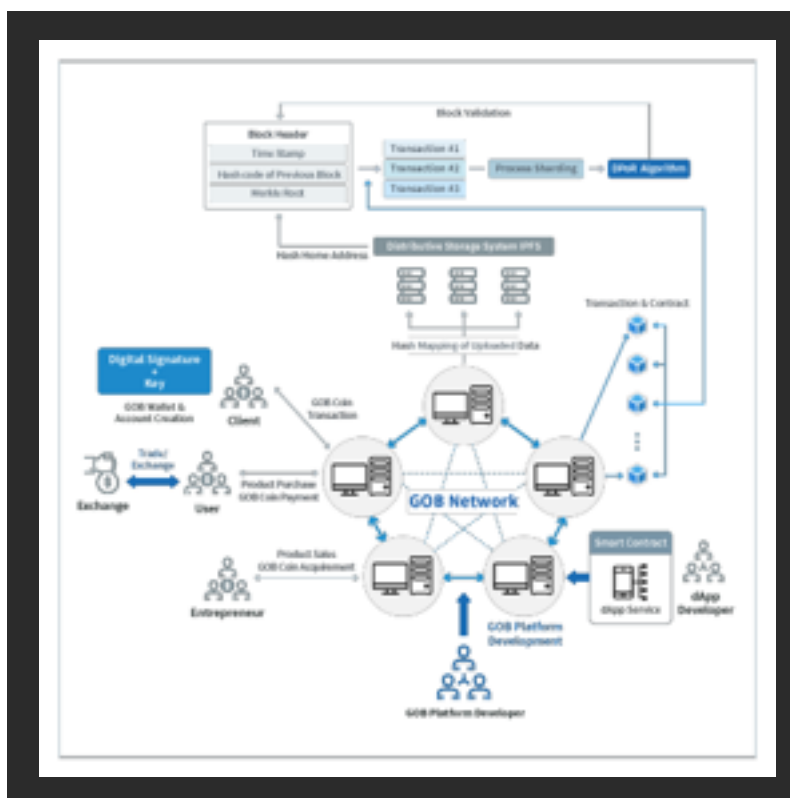 Block Validation
Block Header
Time Stamp
Hash code of Previous Block
Merkle Root
Transaction #1
Transaction #2
Transaction #3
Process Sharding
Algorithm
Distributive Storage System IPFS
Hash Home Address
Hash Mapping of Uploaded Data
Transaction & Contract
Digital Signature
+
Key
GOB Wallet &
Account Creation
Client
GOB Coin
Transaction
Trade/
Exchange
Exchange
User
Product Purchase
GOB Coin Payment
GOB Network
Product Sales
GOB Coin Acquirement
Entrepreneur
Smart Contract
dApp Service
dApp
Developer
GOB Platform
Development
GOB Platform Developer